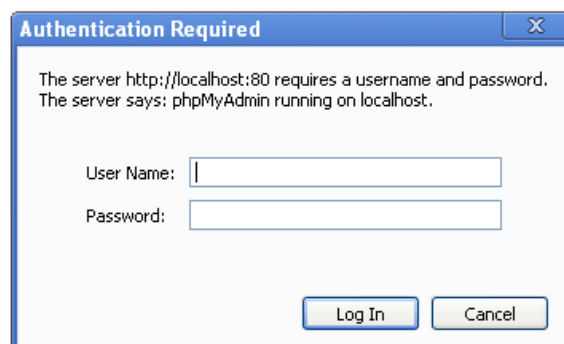 Authentication Required
The server http://localhost:80 requires a username and password.
The server says: phpMyAdmin running on localhost.
User Name:
Password:
Log In Cancel